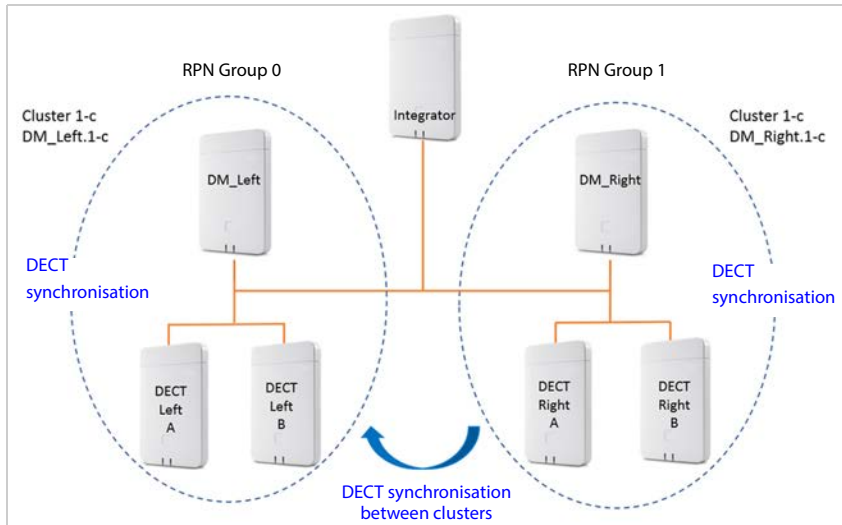 RPN Group 0
RPN Group 1
Integrator
Cluster 1-c
DM_Left.1-c
Cluster 1-c
DM_Right.1-c
DM_Left
DM_Right
DECT
synchronisation
DECT
synchronisation
DECT
Left
A
DECT
Left
B
DECT
Right
A
DECT
Right
B
DECT synchronisation
between clusters